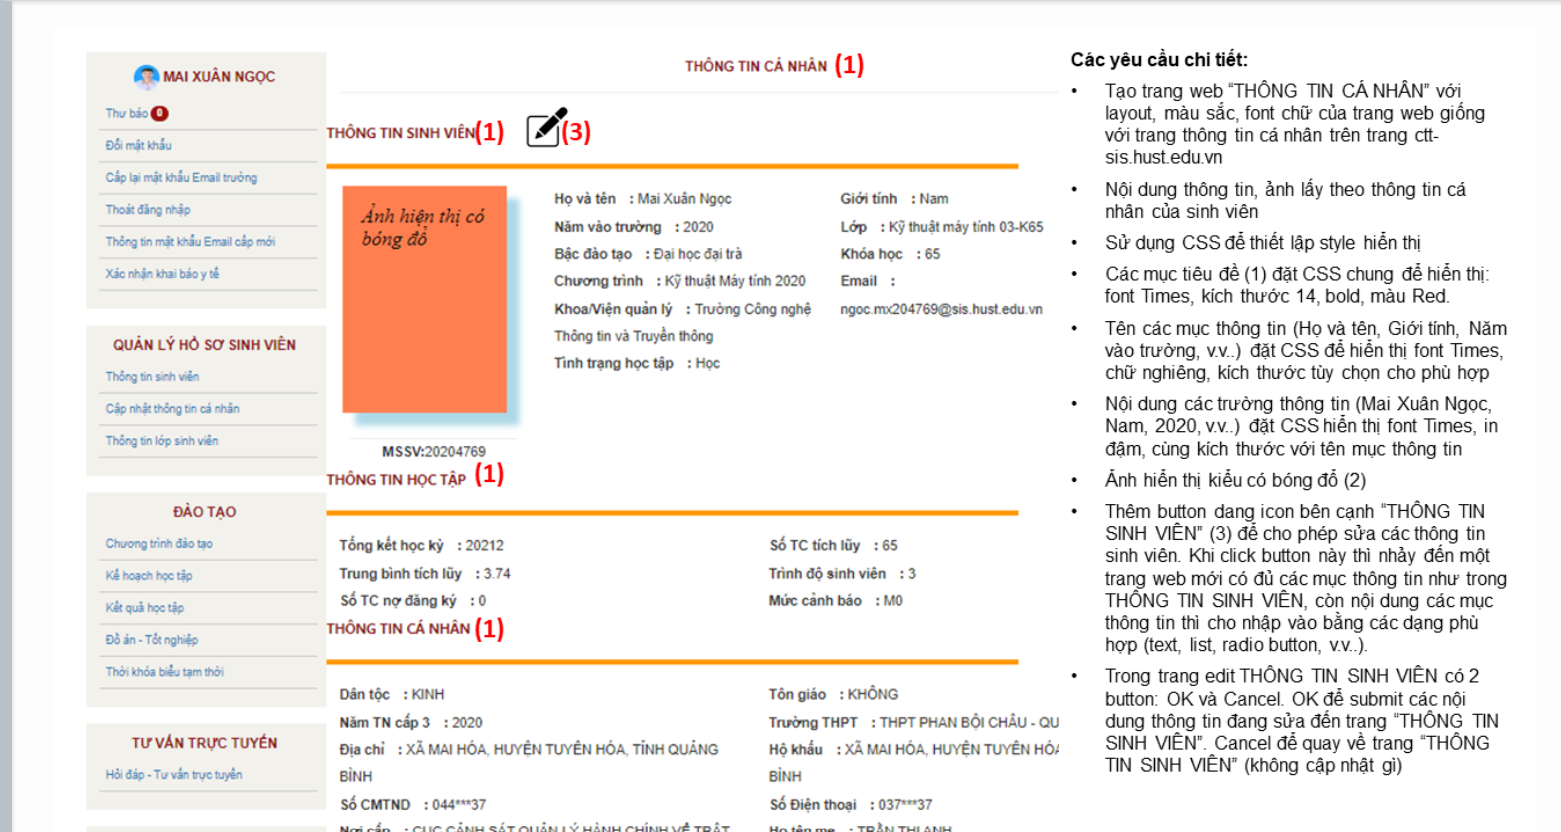 MAI XUÂN NGỌC
Thư báo 0
Đổi mật khẩu
Cấp lại mật khẩu Email trường
Thoát đăng nhập
Thông tin mật khẩu Email cấp mới
Xác nhận khai báo y tế
QUẢN LÝ HỒ SƠ SINH VIÊN
Thông tin sinh viên
Cập nhật thông tin cá nhân
Thông tin lớp sinh viên
ĐÀO TẠO
Chương trình đào tạo
Kế hoạch học tập
Kết quả học tập
Đồ án - Tốt nghiệp
Thời khóa biểu tạm thời
TƯ VẤN TRỰC TUYẾN
Hỏi đáp - Tư vấn trực tuyến
THÔNG TIN CÁ NHÂN (1)
THÔNG TIN SINH VIÊN (1) (3)
Ảnh hiện thị có
bóng đổ
MSSV:20204769
Họ và tên : Mai Xuân Ngọc
Năm vào trường : 2020
Bậc đào tạo : Đại học đại trà
Chương trình : Kỹ thuật Máy tính 2020
Khoa/Viện quản lý : Trường Công nghệ
Thông tin và Truyền thông
Tình trạng học tập : Học
Giới tính : Nam
Lớp : Kỹ thuật máy tính 03-K65
Khóa học : 65
Email :
ngoc.mx204769@sis.hust.edu.vn
THÔNG TIN HỌC TẬP (1)
Tổng kết học kỳ : 20212
Trung bình tích lũy : 3.74
Số TC nợ đăng ký : 0
Số TC tích lũy : 65
Trình độ sinh viên : 3
Mức cảnh báo : M0
THÔNG TIN CÁ NHÂN (1)
Dân tộc : KINH
Năm TN cấp 3 : 2020
Địa chỉ : XÃ MAI HÓA, HUYỆN TUYÊN HÓA, TỈNH QUẢNG
BÌNH
Số CMTND : 044***37
Nơi cấp : CỤC CẢNH SÁT QUẢN LÝ HÀNH CHÍNH VỀ TRẬT
Tôn giáo : KHÔNG
Trường THPT : THPT PHAN BỘI CHÂU - QU
Hộ khẩu : XÃ MAI HÓA, HUYỆN TUYÊN HÓA
BÌNH
Số Điện thoại : 037***37
Họ tên mẹ : TRẦN THỊ ANH
Các yêu cầu chi tiết:
• Tạo trang web “THÔNG TIN CÁ NHÂN” với
layout, màu sắc, font chữ của trang web giống
với trang thông tin cá nhân trên trang ctt-
sis.hust.edu.vn
• Nội dung thông tin, ảnh lấy theo thông tin cá
nhân của sinh viên
• Sử dụng CSS để thiết lập style hiển thị
• Các mục tiêu đề (1) đặt CSS chung để hiển thị:
font Times, kích thước 14, bold, màu Red.
• Tên các mục thông tin (Họ và tên, Giới tính, Năm
vào trường, v.v..) đặt CSS để hiển thị font Times,
chữ nghiêng, kích thước tùy chọn cho phù hợp
• Nội dung các trường thông tin (Mai Xuân Ngọc,
Nam, 2020, v.v..) đặt CSS hiển thị font Times, in
đậm, cùng kích thước với tên mục thông tin
• Ảnh hiển thị kiểu có bóng đổ (2)
• Thêm button dang icon bên cạnh “THÔNG TIN
SINH VIÊN” (3) để cho phép sửa các thông tin
sinh viên. Khi click button này thì nhảy đến một
trang web mới có đủ các mục thông tin như trong
THÔNG TIN SINH VIÊN, còn nội dung các mục
thông tin thì cho nhập vào bằng các dạng phù
hợp (text, list, radio button, v.v..).
• Trong trang edit THÔNG TIN SINH VIÊN có 2
button: OK và Cancel. OK để submit các nội
dung thông tin đang sửa đến trang “THÔNG TIN
SINH VIÊN”. Cancel để quay về trang “THÔNG
TIN SINH VIÊN” (không cập nhật gì)